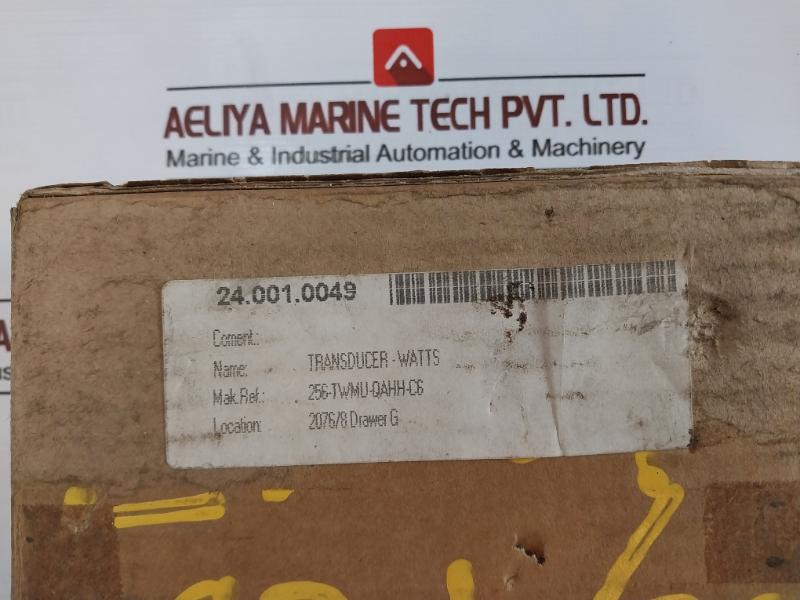 AELIYA MARINE TECH PVT. LTD.
Marine & Industrial Automation & Machinery
24.001.0049
Coment.:
Name: TRANSDUCER - WATTS
Mak.Ref.: 256-TWMU-QAHH-C6
Location: 2076/8 Drawer G